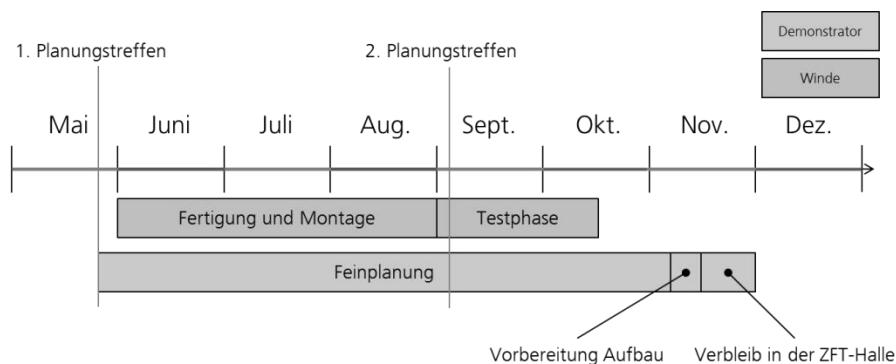 Demonstrator
1. Planungstreffen
2. Planungstreffen
Winde
Mai
Juni
Juli
Aug.
Sept.
Okt.
Nov.
Dez.
Fertigung und Montage
Testphase
Feinplanung
Vorbereitung Aufbau
Verbleib in der ZFT-Halle